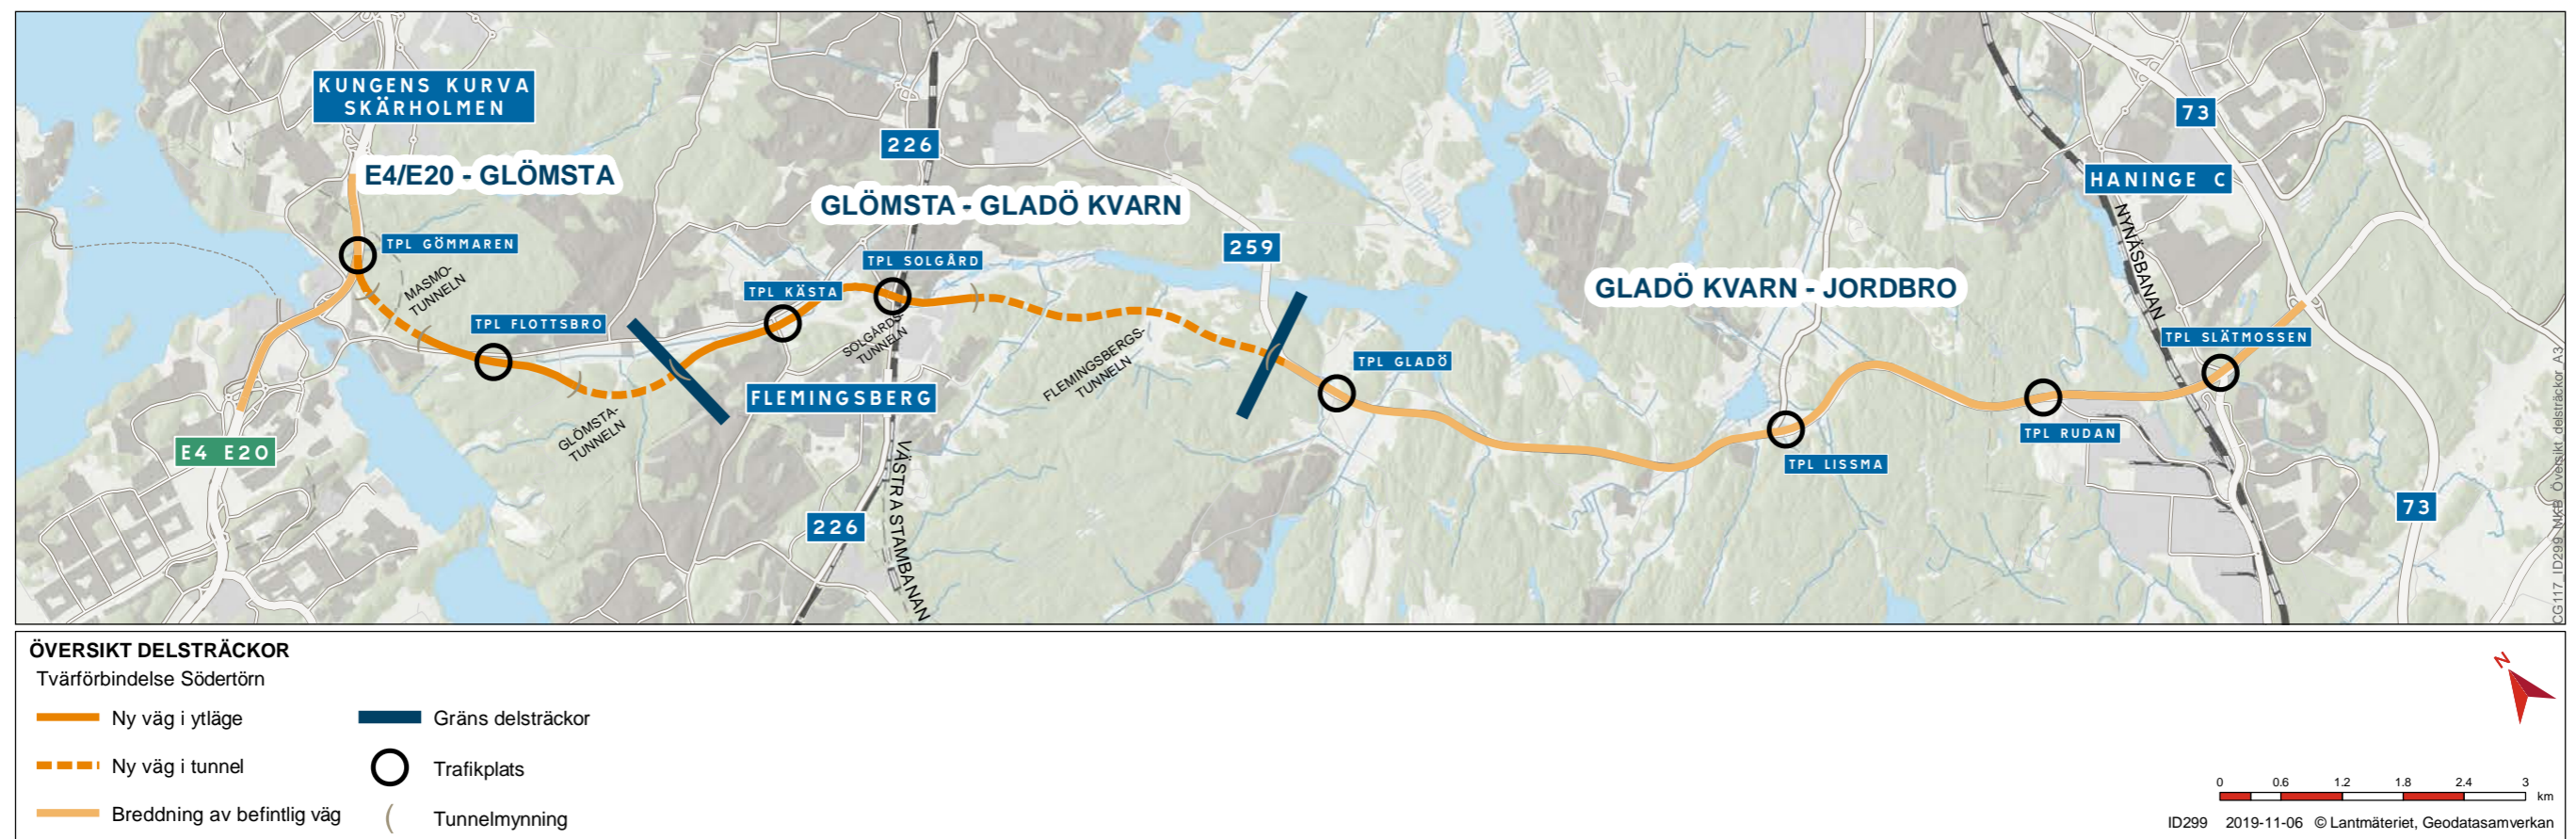 KUNGENS KURVA
SKÄRHOLMEN
E4/E20 - GLÖMSTA
TPL GÖMMAREN
MASMO-
TUNNELN
TPL FLOTTSBRO
GLÖMSTA-
TUNNELN
E4 E20
226
GLÖMSTA - GLADÖ KVARN
TPL SOLGÅRD
TPL KÄSTA
SOLGÅRDS-
TUNNELN
FLEMINGSBERG
226
VÄSTRA STAMBANAN
FLEMINGSBERGS-
TUNNELN
259
TPL GLADÖ
GLADÖ KVARN - JORDBRO
TPL LISSMA
73
HANINGE C
NYNÄSBANAN
TPL SLÄTMOSSEN
TPL RUDAN
73
CG117_ID299_MKB_Översikt_delsträckor_A3
ÖVERSIKT DELSTRÄCKOR
Tvärförbindelse Södertörn
Ny väg i ytläge
Ny väg i tunnel
Breddning av befintlig väg
Gräns delsträckor
Trafikplats
Tunnelmynning
N
0 0.6 1.2 1.8 2.4 3
km
ID299 2019-11-06 © Lantmäteriet, Geodatasamverkan